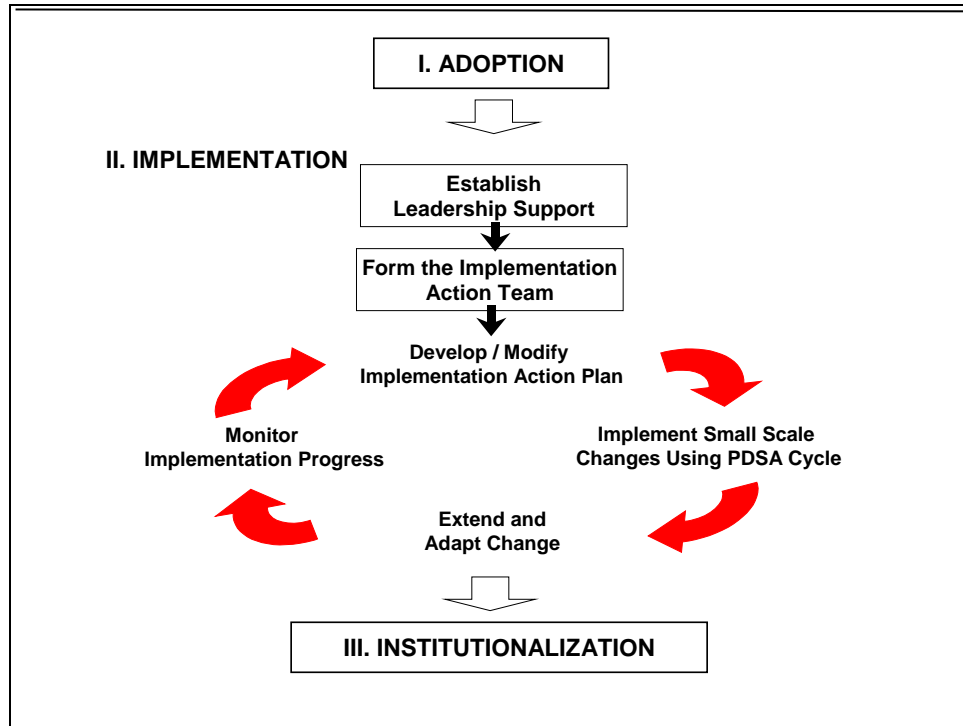 I. ADOPTION
II. IMPLEMENTATION
Establish
Leadership Support
Form the Implementation
Action Team
Develop / Modify
Implementation Action Plan
Implement Small Scale
Changes Using PDSA Cycle
Extend and
Adapt Change
Monitor
Implementation Progress
III. INSTITUTIONALIZATION